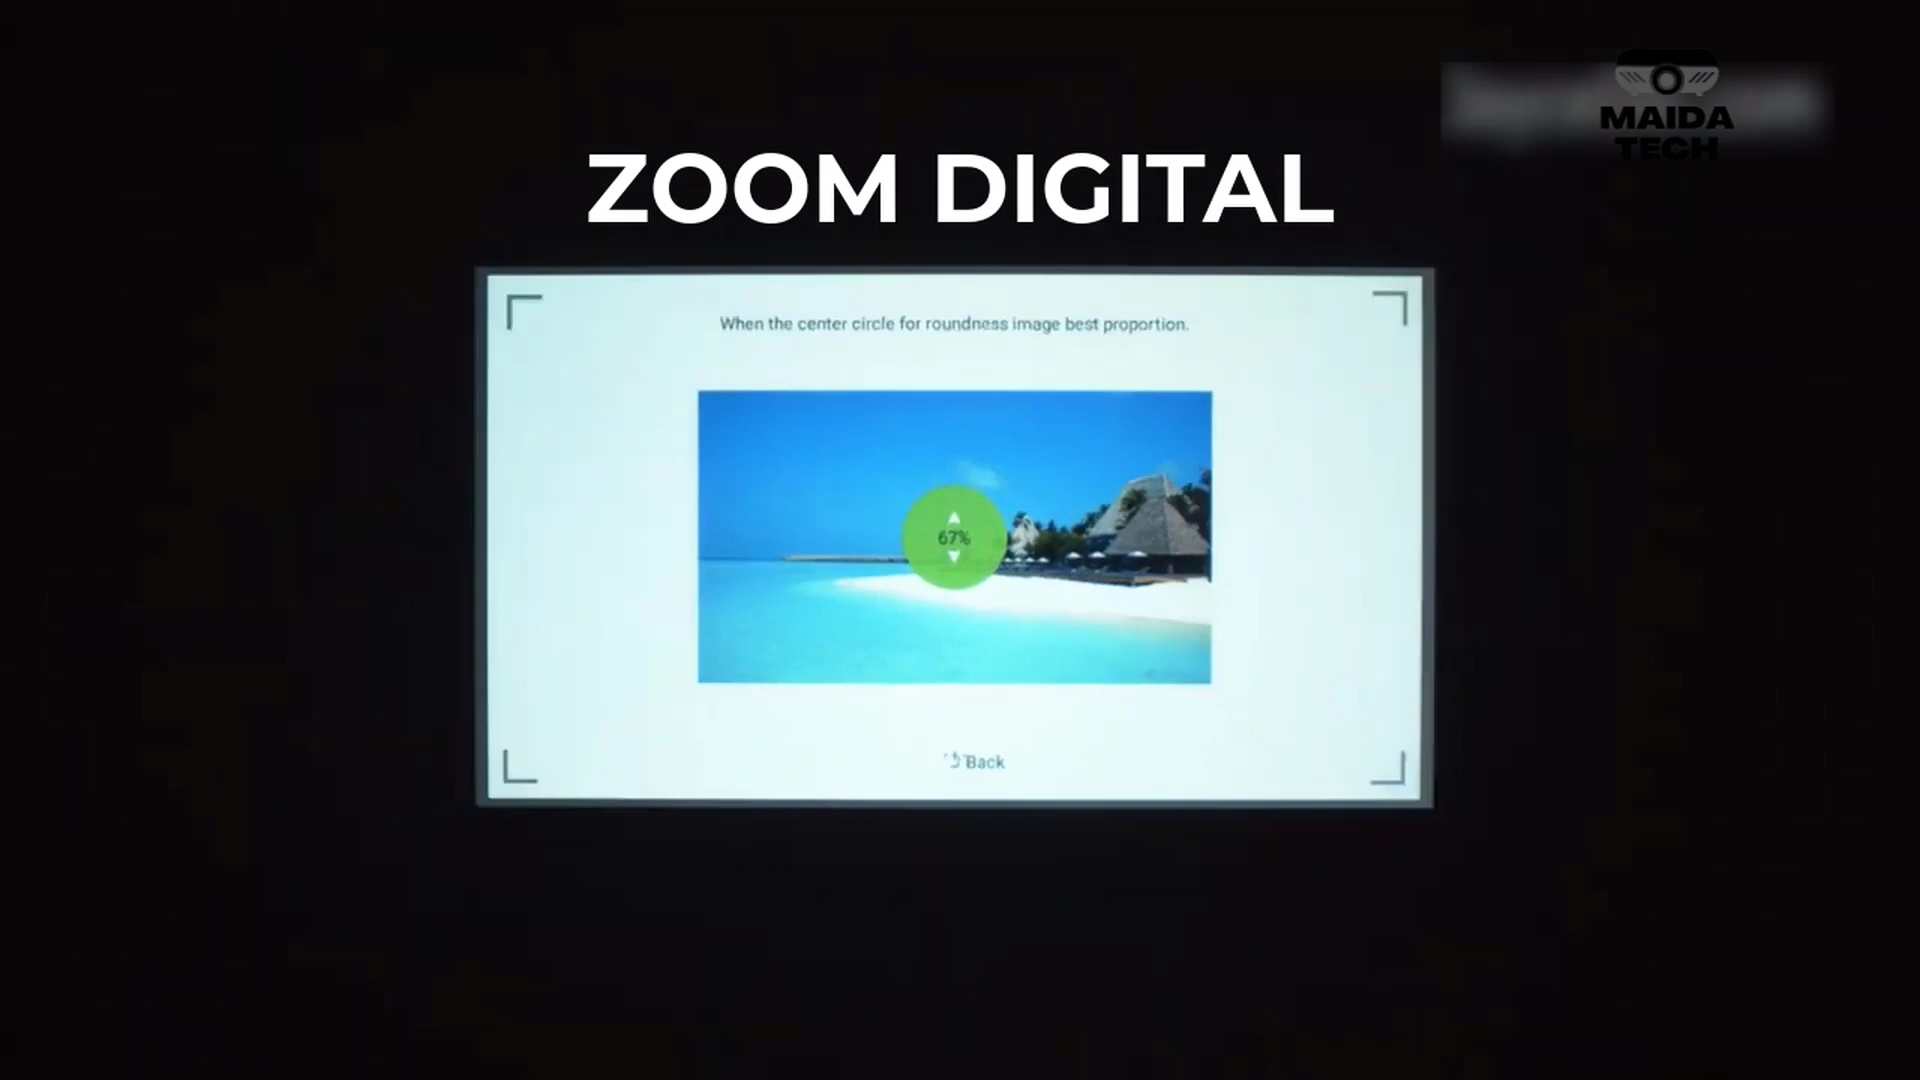 MAIDA
TECH
ZOOM DIGITAL
When the center circle for roundness image best proportion.
67%
Back